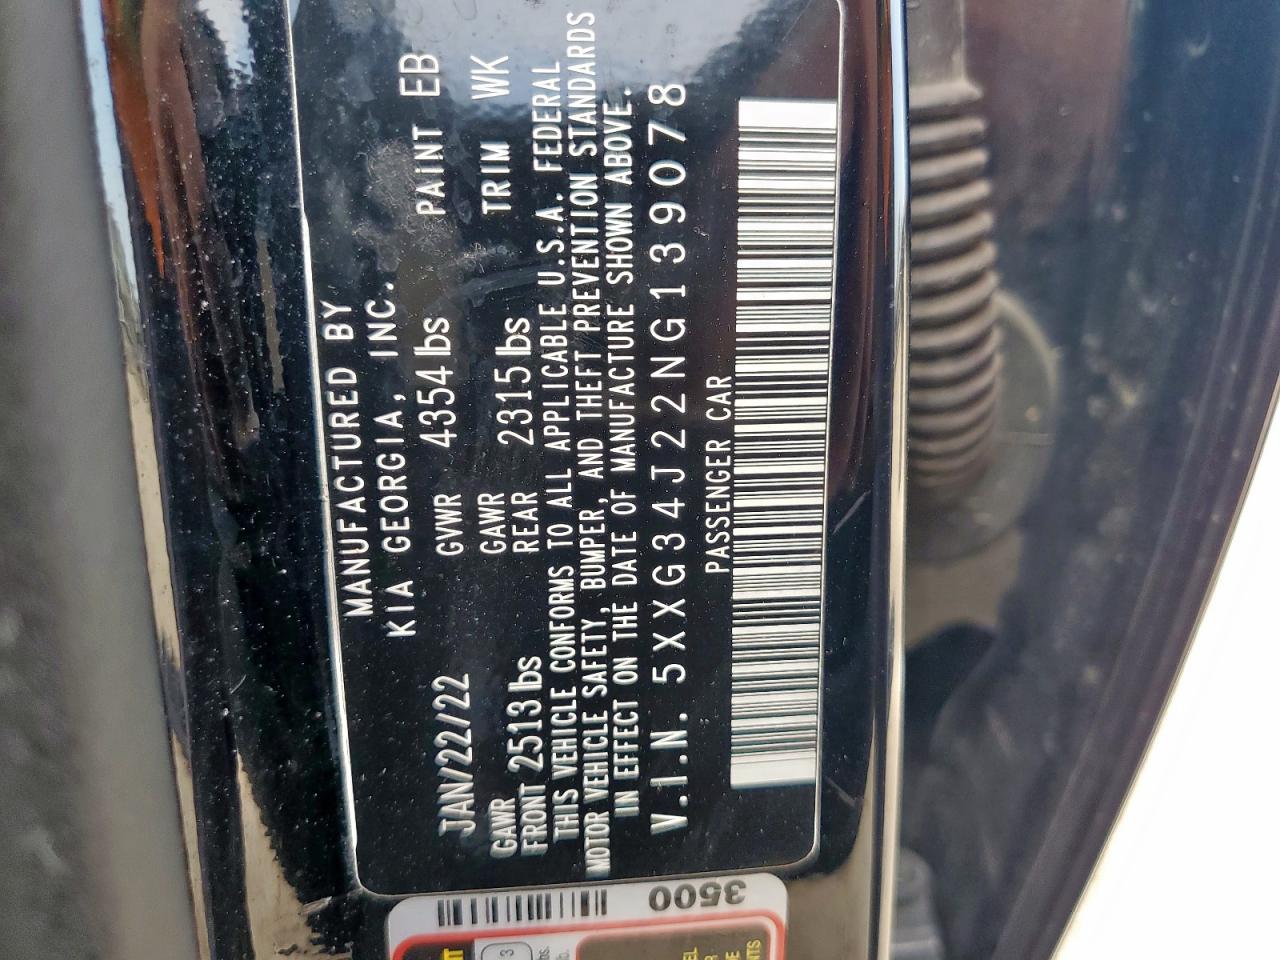 MANUFACTURED BY
KIA GEORGIA, INC.
JAN/22/22 GVWR 4354 lbs PAINT EB
GAWR FRONT 2513 lbs GAWR REAR 2315 lbs TRIM WK
THIS VEHICLE CONFORMS TO ALL APPLICABLE U.S.A. FEDERAL
MOTOR VEHICLE SAFETY, BUMPER, AND THEFT PREVENTION STANDARDS
IN EFFECT ON THE DATE OF MANUFACTURE SHOWN ABOVE.
V.I.N. 5XXG34J22NG139078
PASSENGER CAR
3500
3